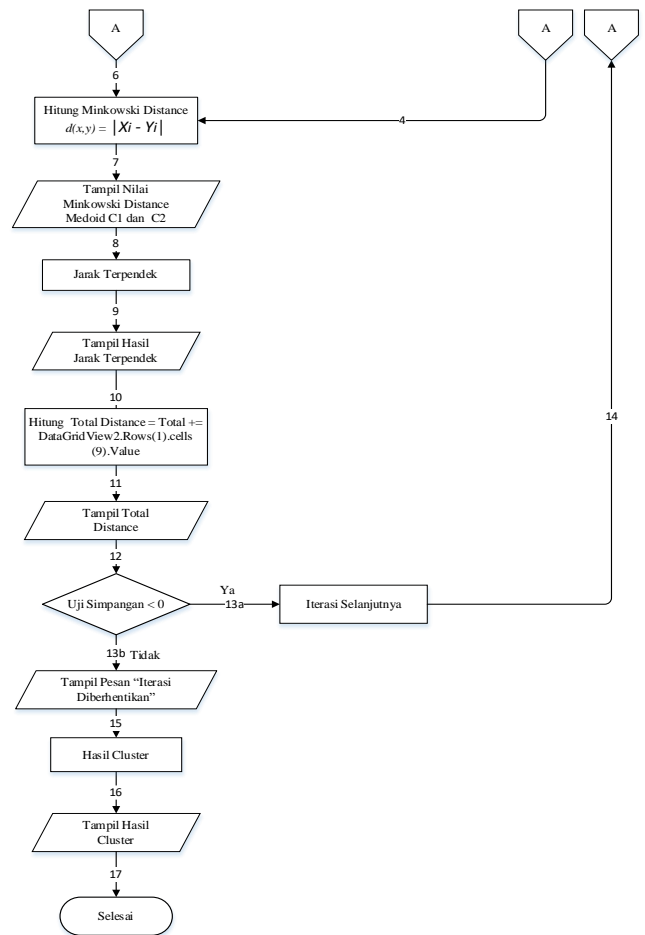 A
A
A
6
Hitung Minkowski Distance
d(x,y) = |Xi - Yi|
4
7
Tampil Nilai
Minkowski Distance
Medoid C1 dan C2
8
Jarak Terpendek
9
Tampil Hasil
Jarak Terpendek
10
Hitung Total Distance = Total +=
DataGridView2.Rows(1).cells
(9).Value
14
11
Tampil Total
Distance
12
Uji Simpangan < 0
Ya
13a
Iterasi Selanjutnya
13b Tidak
Tampil Pesan “Iterasi
Diberhentikan”
15
Hasil Cluster
16
Tampil Hasil
Cluster
17
Selesai